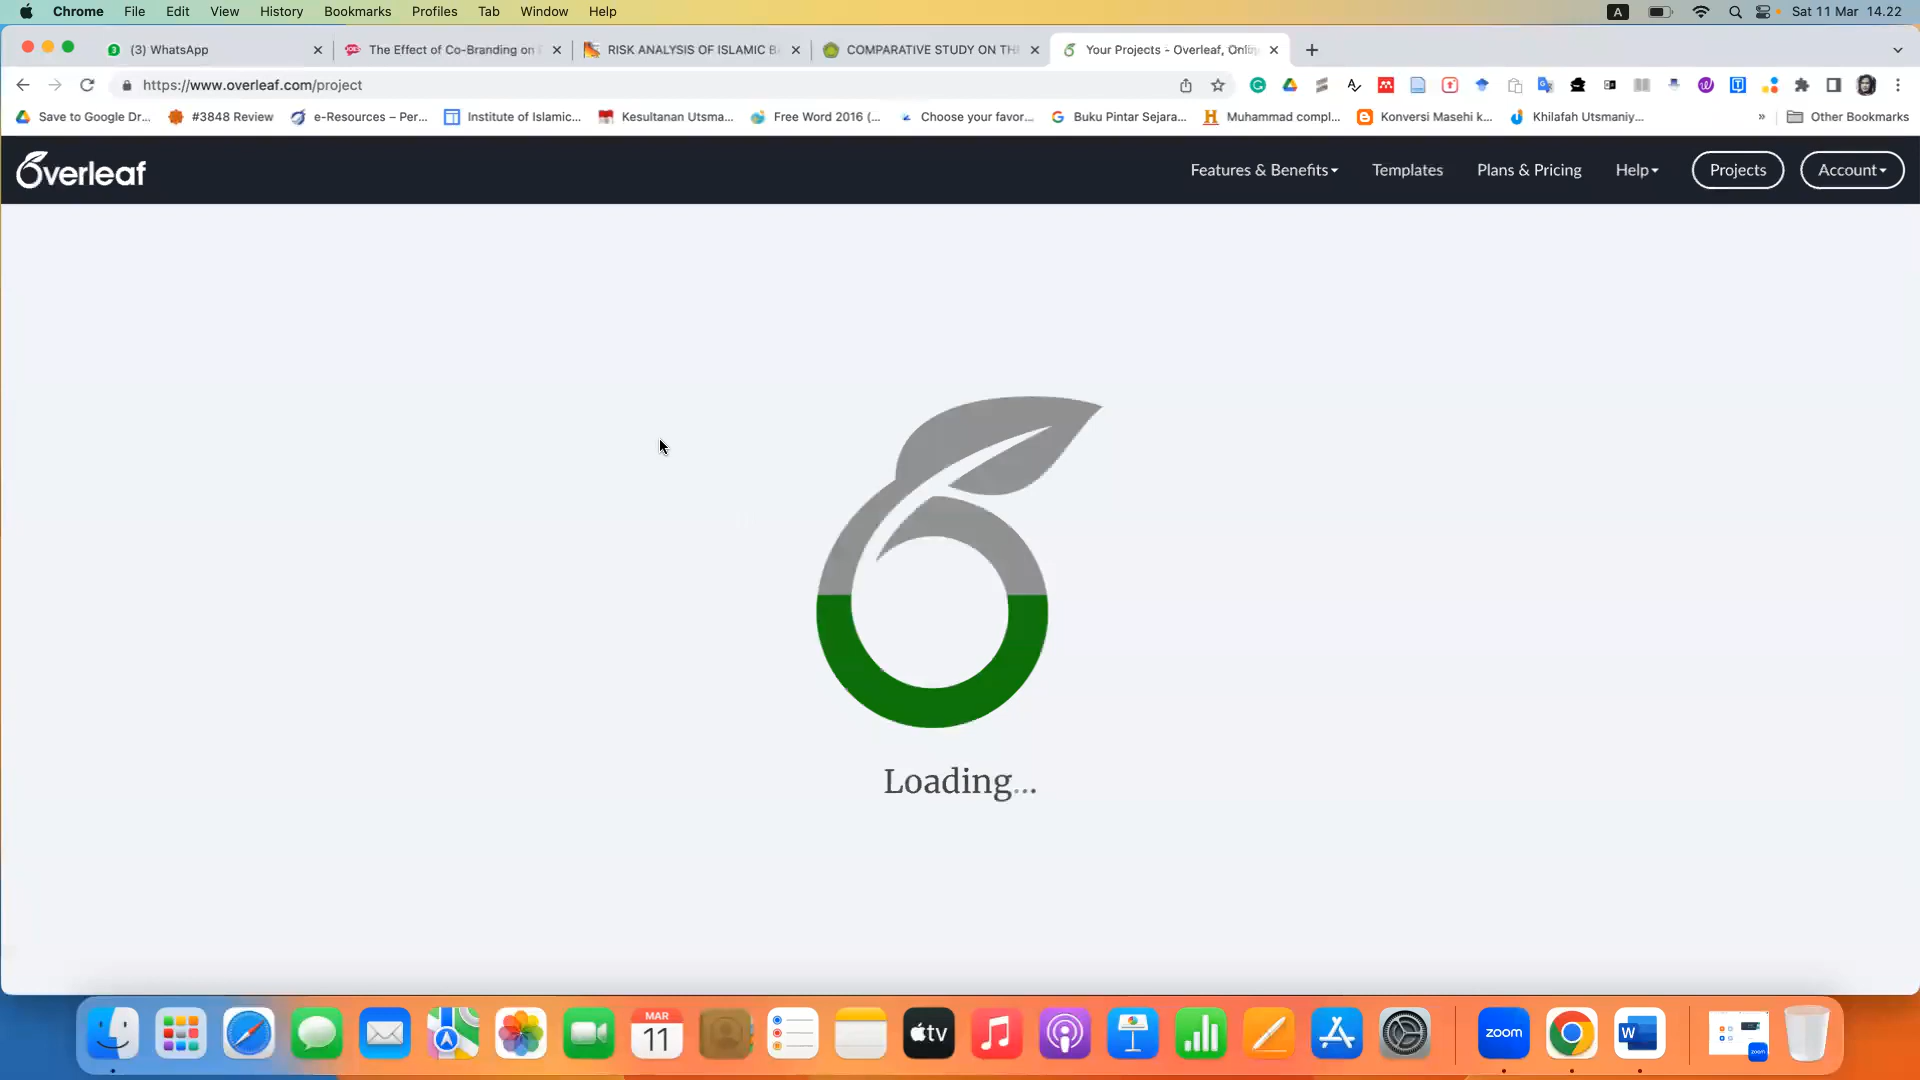 Chrome File Edit View History Bookmarks Profiles Tab Window Help A Sat 11 Mar 14.22
3 (3) WhatsApp The Effect of Co-Branding on RISK ANALYSIS OF ISLAMIC B COMPARATIVE STUDY ON TH Your Projects - Overleaf, Onlin
https://www.overleaf.com/project
Save to Google Dr... #3848 Review e-Resources – Per... Institute of Islamic... Kesultanan Utsma... Free Word 2016 (... Choose your favor... Buku Pintar Sejara... Muhammad compl... Konversi Masehi k... Khilafah Utsmaniy... » Other Bookmarks
Overleaf Features & Benefits Templates Plans & Pricing Help Projects Account
Loading...
MAR
11
tv
zoom
W
zoom